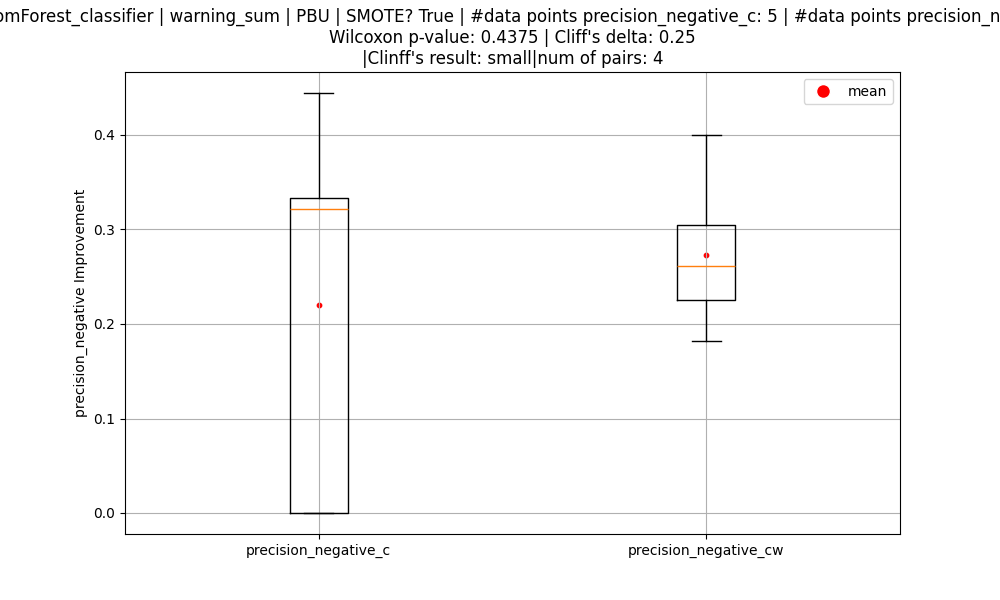 omForest_classifier | warning_sum | PBU | SMOTE? True | #data points precision_negative_c: 5 | #data points precision_n
Wilcoxon p-value: 0.4375 | Cliff's delta: 0.25
|Clinff's result: small|num of pairs: 4
mean
precision_negative Improvement
0.4
0.3
0.2
0.1
0.0
precision_negative_c
precision_negative_cw